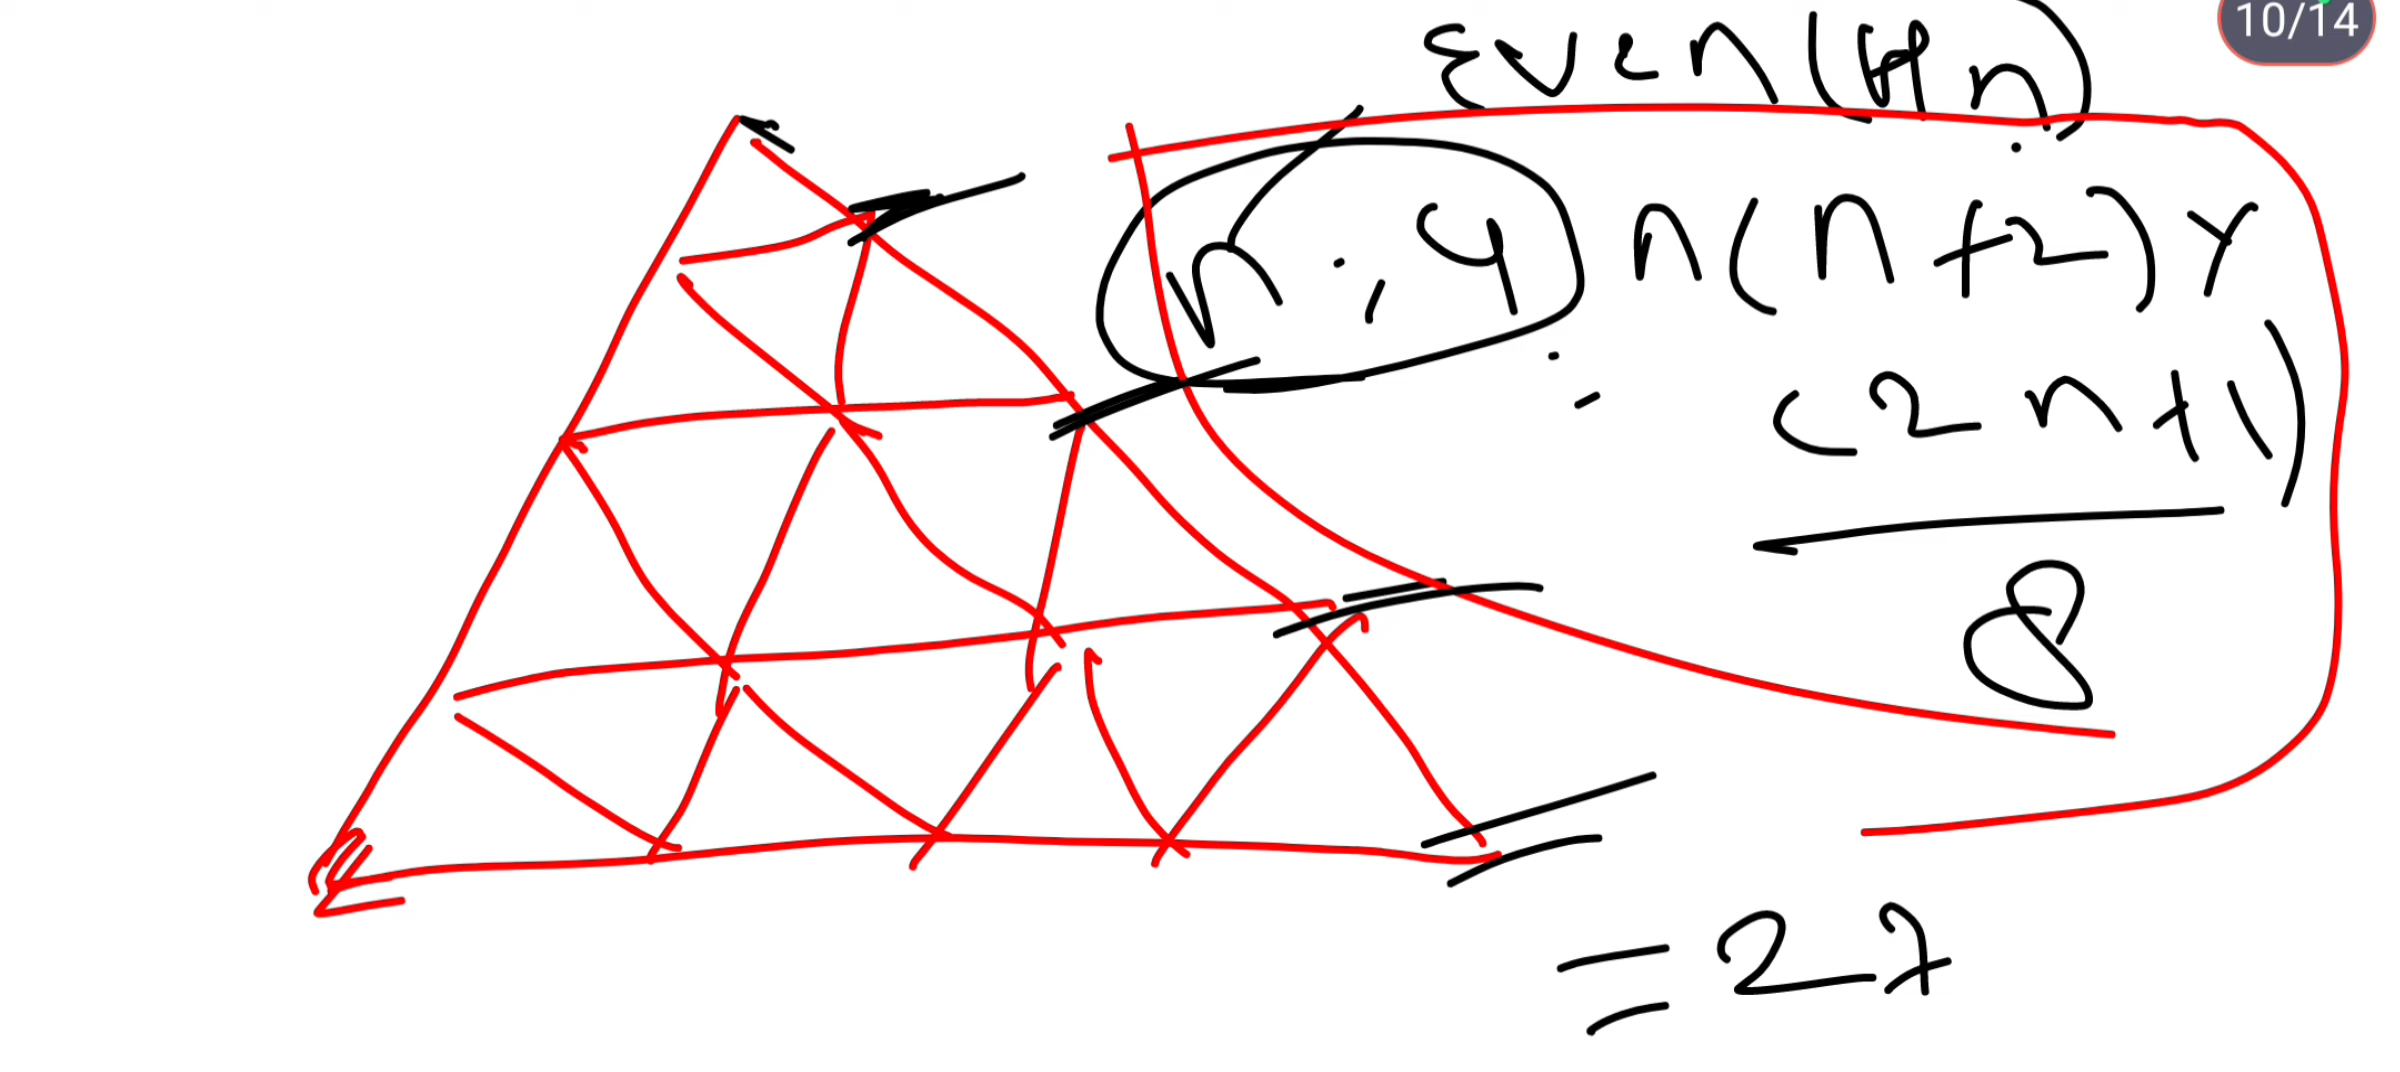 10/14
even(
n)
n
4
n(n+2)x
(2n+1)
8
= 27